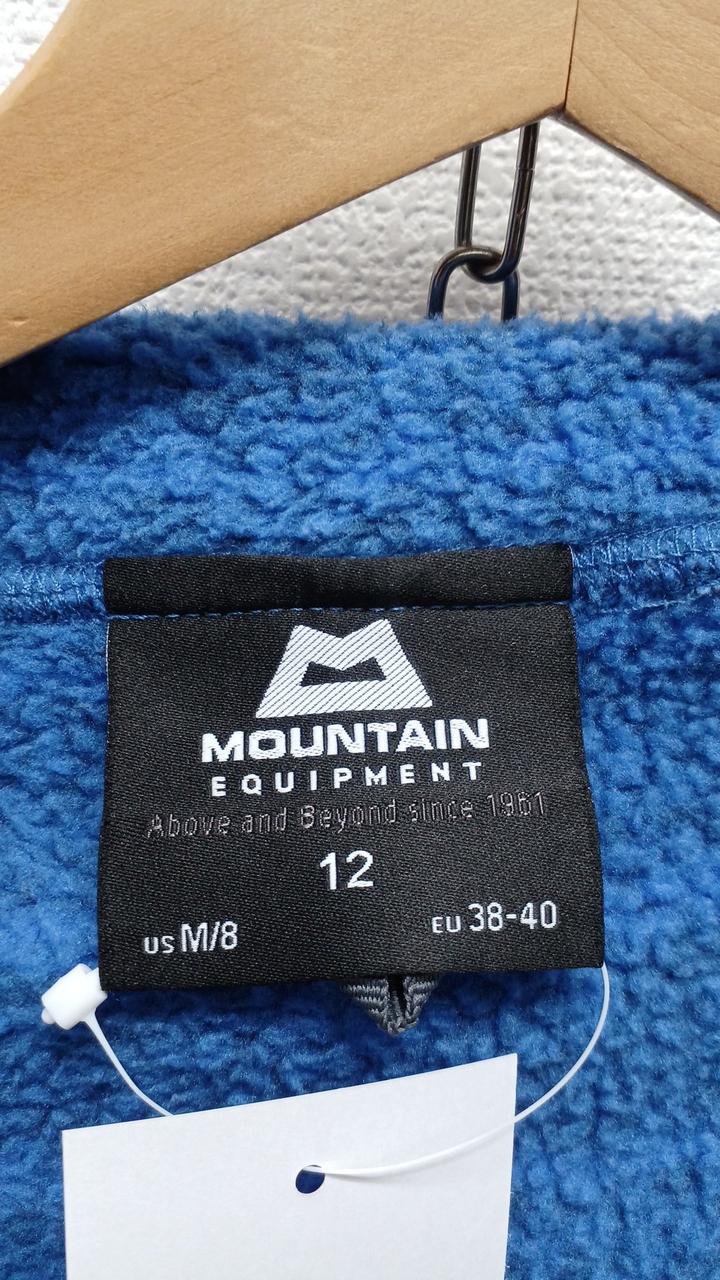 MOUNTAIN
EQUIPMENT
Above and Beyond since 1961
12
US M/8 EU 38-40